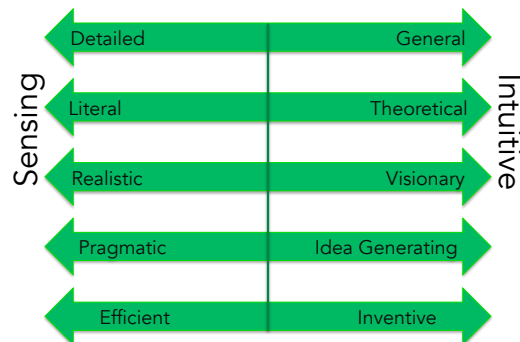 Detailed General
Literal Theoretical
Realistic Visionary
Pragmatic Idea Generating
Efficient Inventive
Sensing
Intuitive